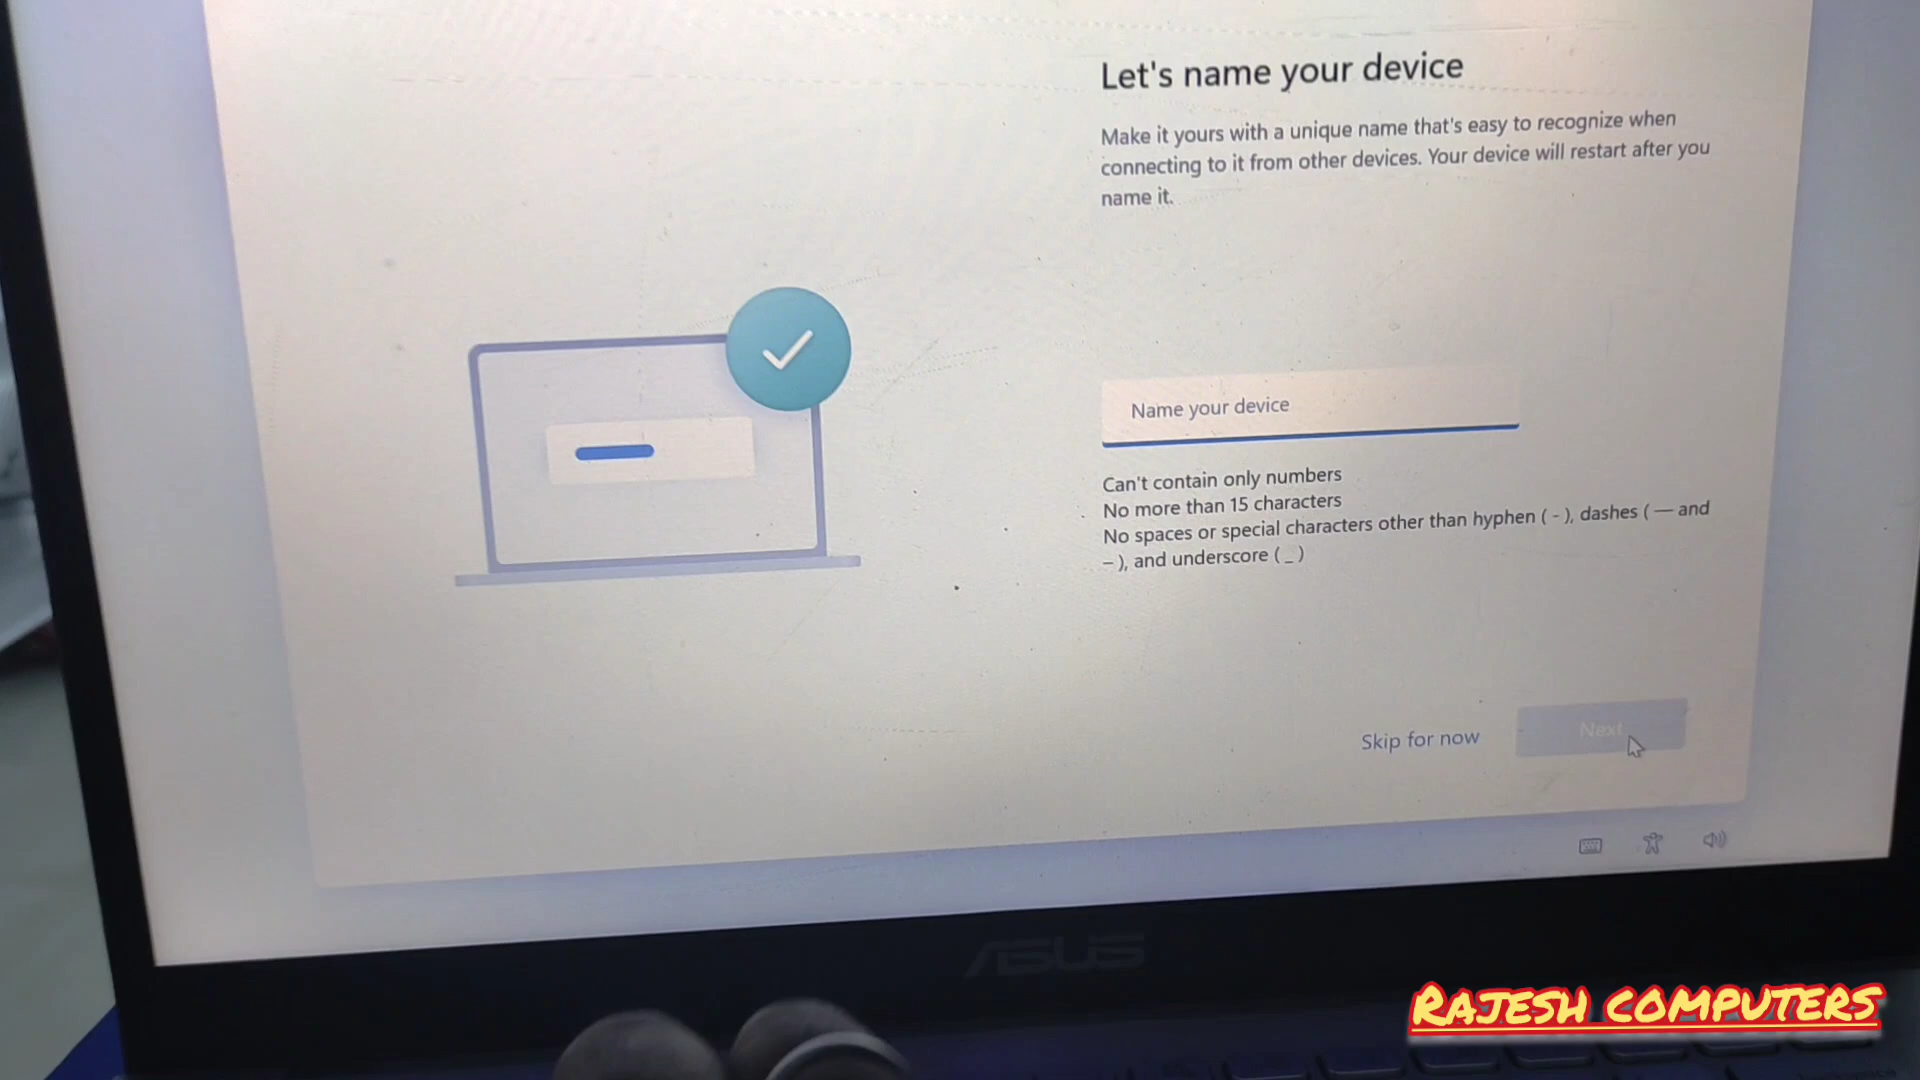 Let's name your device
Make it yours with a unique name that's easy to recognize when
connecting to it from other devices. Your device will restart after you
name it.
Name your device
Can't contain only numbers
No more than 15 characters
No spaces or special characters other than hyphen ( - ), dashes ( — and
– ), and underscore ( _ )
Skip for now
Next
ASUS
RAJESH COMPUTERS